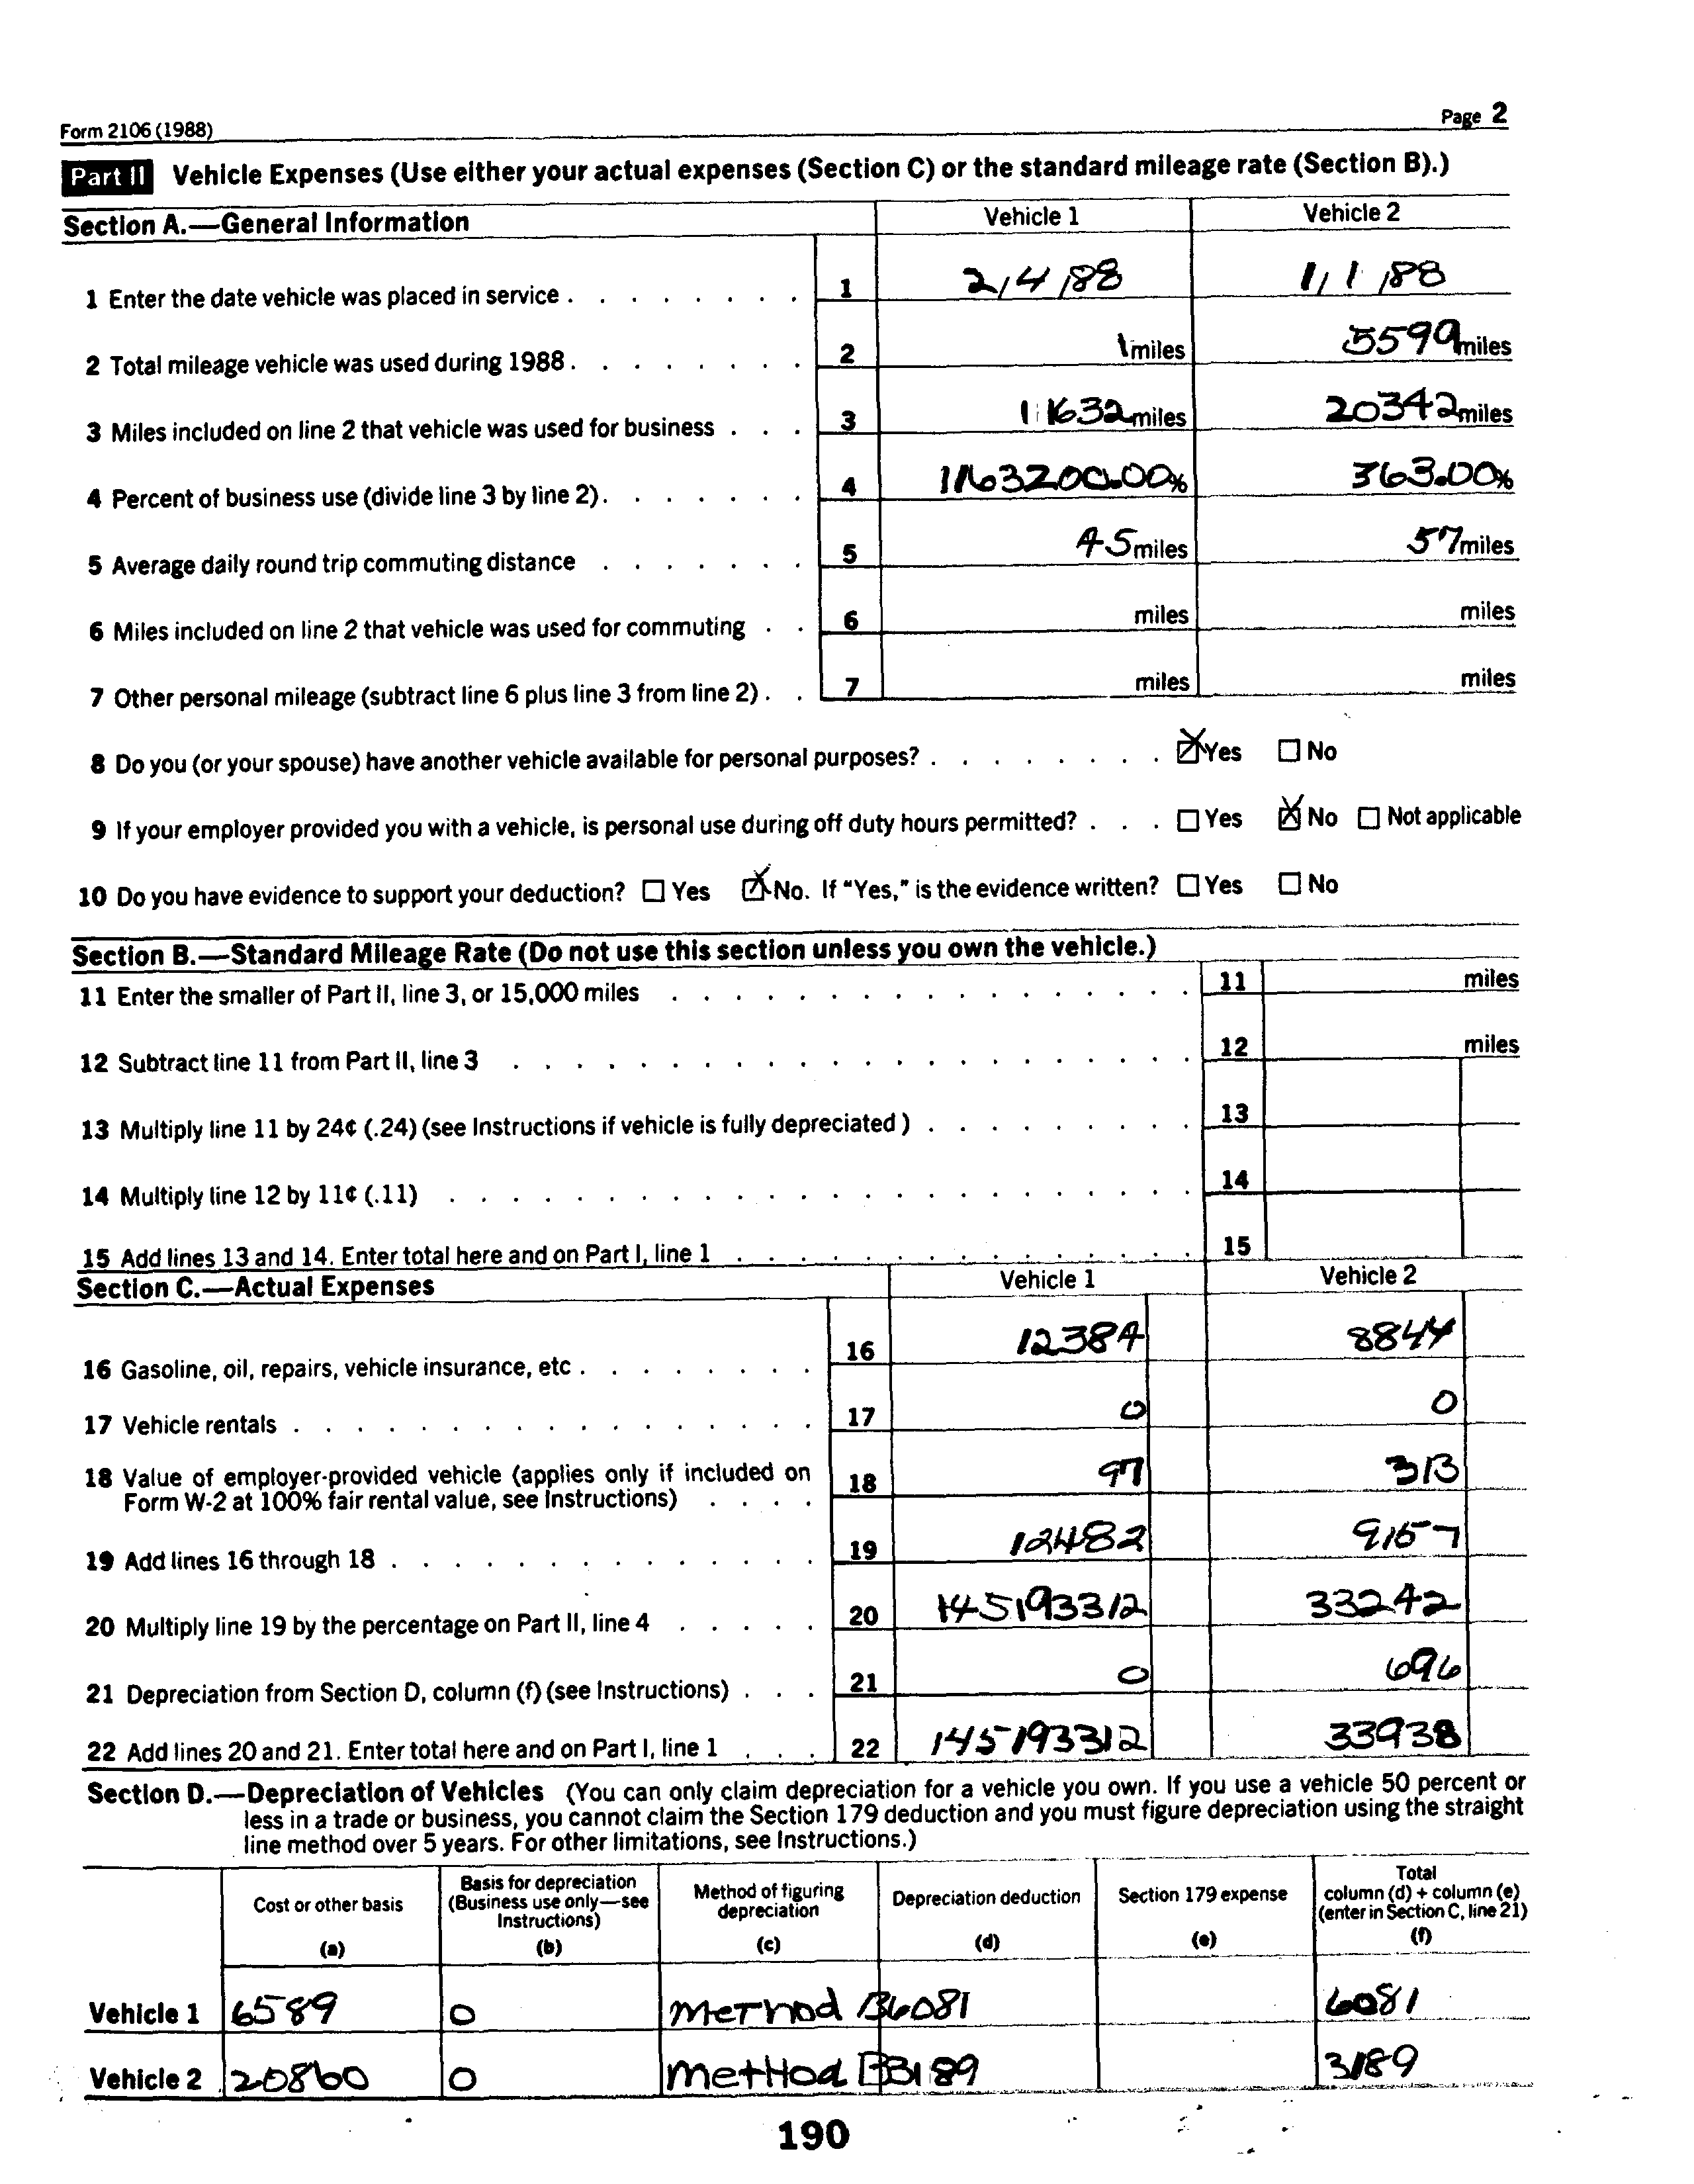 Form 2106 (1988) Page 2
Part II Vehicle Expenses (Use either your actual expenses (Section C) or the standard mileage rate (Section B).)
Section A.—General Information Vehicle 1 Vehicle 2
1 Enter the date vehicle was placed in service . . . . . . . . 1 2/4/88 1/1/88
2 Total mileage vehicle was used during 1988 . . . . . . . . 2 1 miles 5599 miles
3 Miles included on line 2 that vehicle was used for business . . . 3 11632 miles 20342 miles
4 Percent of business use (divide line 3 by line 2) . . . . . . . 4 1163200.00% 363.00%
5 Average daily round trip commuting distance . . . . . . . 5 45 miles 57 miles
6 Miles included on line 2 that vehicle was used for commuting . . 6 miles miles
7 Other personal mileage (subtract line 6 plus line 3 from line 2) . . 7 miles miles
8 Do you (or your spouse) have another vehicle available for personal purposes? . . . . . . . . ☒ Yes ☐ No
9 If your employer provided you with a vehicle, is personal use during off duty hours permitted? . . . ☐ Yes ☒ No ☐ Not applicable
10 Do you have evidence to support your deduction? ☐ Yes ☒ No. If "Yes," is the evidence written? ☐ Yes ☐ No
Section B.—Standard Mileage Rate (Do not use this section unless you own the vehicle.)
11 Enter the smaller of Part II, line 3, or 15,000 miles . . . . . . . . . . . . . . . . . 11 miles
12 Subtract line 11 from Part II, line 3 . . . . . . . . . . . . . . . . . . . . . . 12 miles
13 Multiply line 11 by 24¢ (.24) (see Instructions if vehicle is fully depreciated ) . . . . . . . . . 13
14 Multiply line 12 by 11¢ (.11) . . . . . . . . . . . . . . . . . . . . . . . . 14
15 Add lines 13 and 14. Enter total here and on Part I, line 1 . . . . . . . . . . . . . . . 15
Section C.—Actual Expenses Vehicle 1 Vehicle 2
16 Gasoline, oil, repairs, vehicle insurance, etc . . . . . . . . 16 12384 8844
17 Vehicle rentals . . . . . . . . . . . . . . . . . 17 0 0
18 Value of employer-provided vehicle (applies only if included on
Form W-2 at 100% fair rental value, see Instructions) . . . . 18 97 313
19 Add lines 16 through 18 . . . . . . . . . . . . . . 19 12482 9157
20 Multiply line 19 by the percentage on Part II, line 4 . . . . . 20 145193312 33242
21 Depreciation from Section D, column (f) (see Instructions) . . . 21 0 696
22 Add lines 20 and 21. Enter total here and on Part I, line 1 . . . 22 145193312 33938
Section D.—Depreciation of Vehicles (You can only claim depreciation for a vehicle you own. If you use a vehicle 50 percent or
less in a trade or business, you cannot claim the Section 179 deduction and you must figure depreciation using the straight
line method over 5 years. For other limitations, see Instructions.)
Cost or other basis
(a)
Basis for depreciation
(Business use only—see
Instructions)
(b)
Method of figuring
depreciation
(c)
Depreciation deduction
(d)
Section 179 expense
(e)
Total
column (d) + column (e)
(enter in Section C, line 21)
(f)
Vehicle 1 6589 0 Method B 6081 6081
Vehicle 2 20860 0 Method B 3189 3189
190